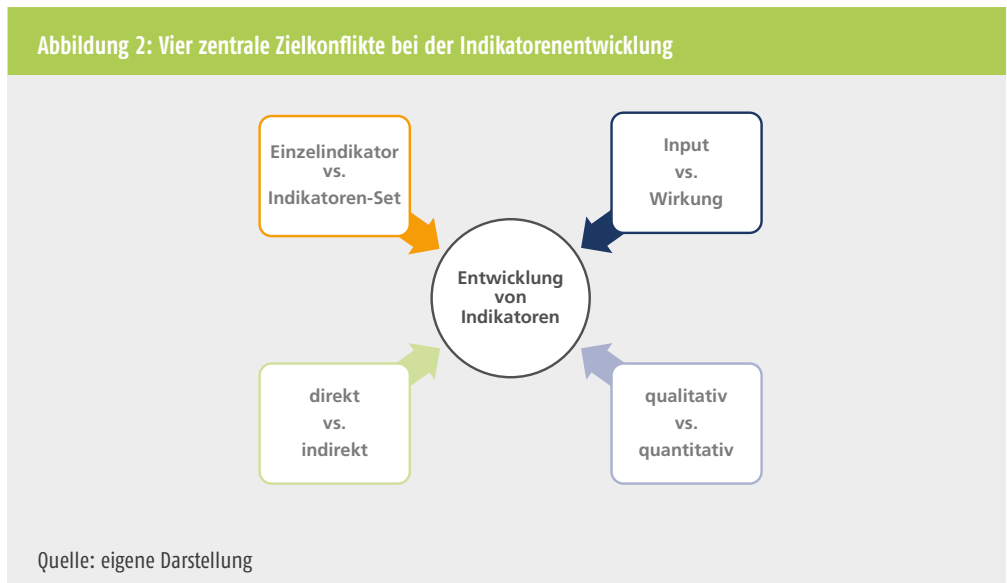 Abbildung 2: Vier zentrale Zielkonflikte bei der Indikatorenentwicklung
Einzelindikator
vs.
Indikatoren-Set
Input
vs.
Wirkung
Entwicklung
von
Indikatoren
direkt
vs.
indirekt
qualitativ
vs.
quantitativ
Quelle: eigene Darstellung